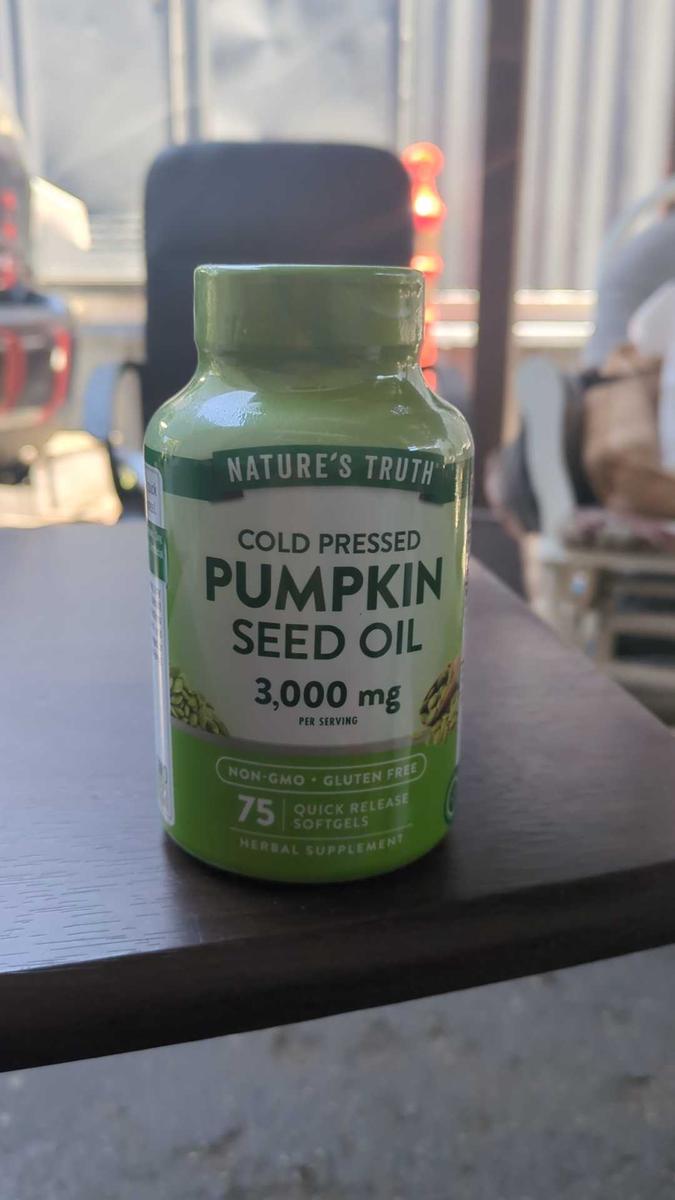 NATURE'S TRUTH
COLD PRESSED
PUMPKIN
SEED OIL
3,000 mg
PER SERVING
NON-GMO • GLUTEN FREE
75 QUICK RELEASE
SOFTGELS
HERBAL SUPPLEMENT